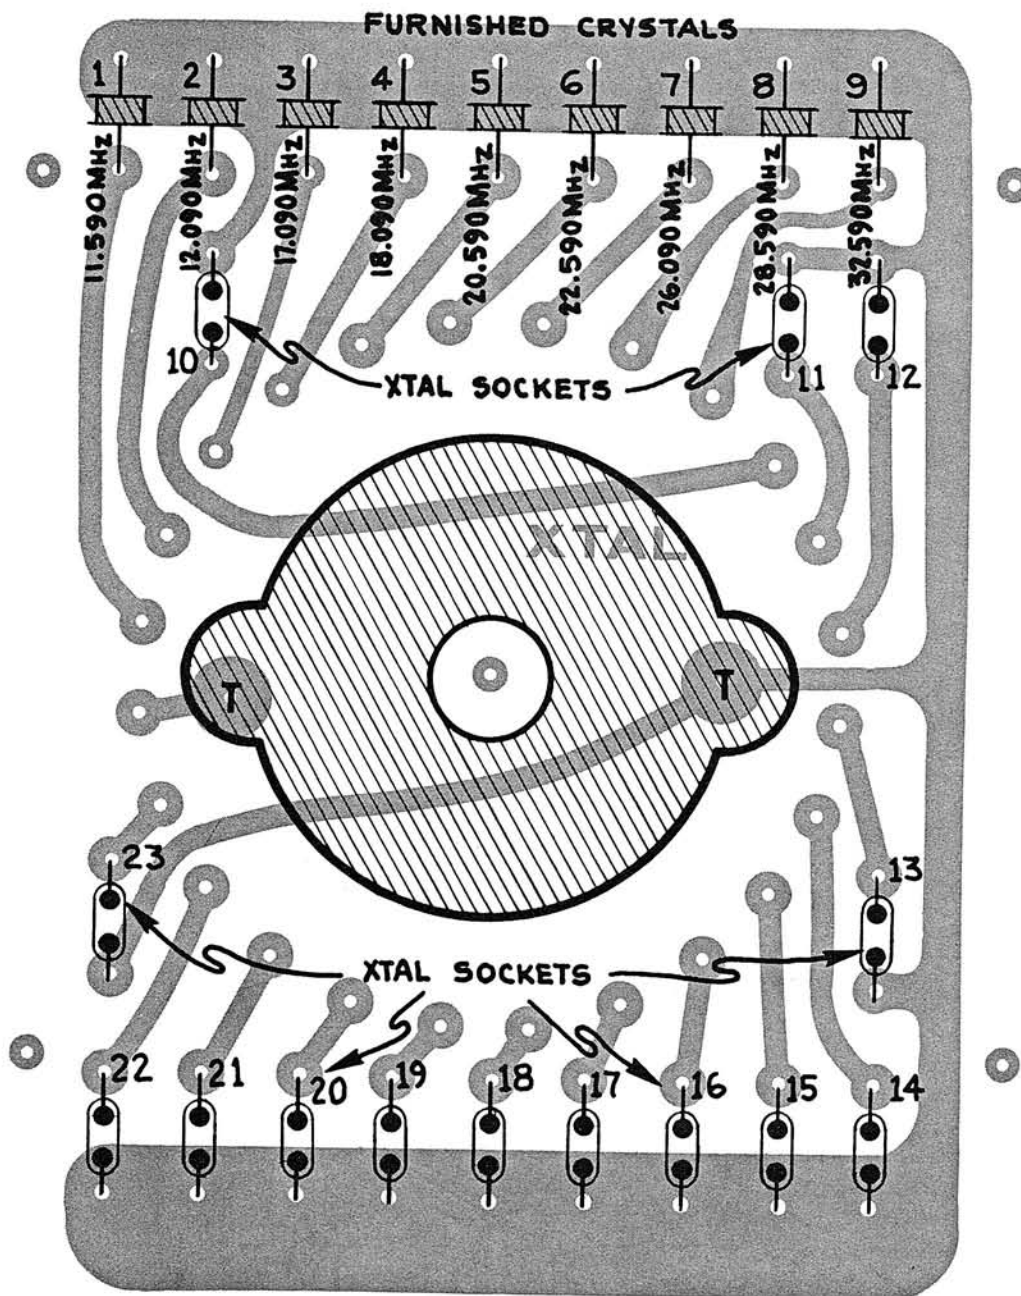 FURNISHED CRYSTALS
1 2 3 4 5 6 7 8 9
11.590MHz
12.090MHz
17.090MHz
18.090MHz
20.590MHz
22.590MHz
26.090MHz
28.590MHz
32.590MHz
10
XTAL SOCKETS
11
12
XTAL
T
T
23
13
XTAL SOCKETS
22 21 20 19 18 17 16 15 14